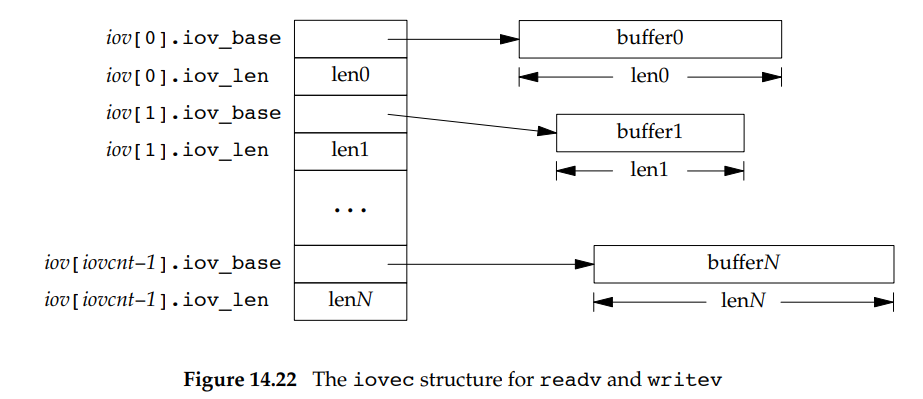 iov[0].iov_base buffer0
iov[0].iov_len len0 len0
iov[1].iov_base buffer1
iov[1].iov_len len1 len1
...
iov[iovcnt−1].iov_base bufferN
iov[iovcnt−1].iov_len lenN lenN
Figure 14.22 The iovec structure for readv and writev